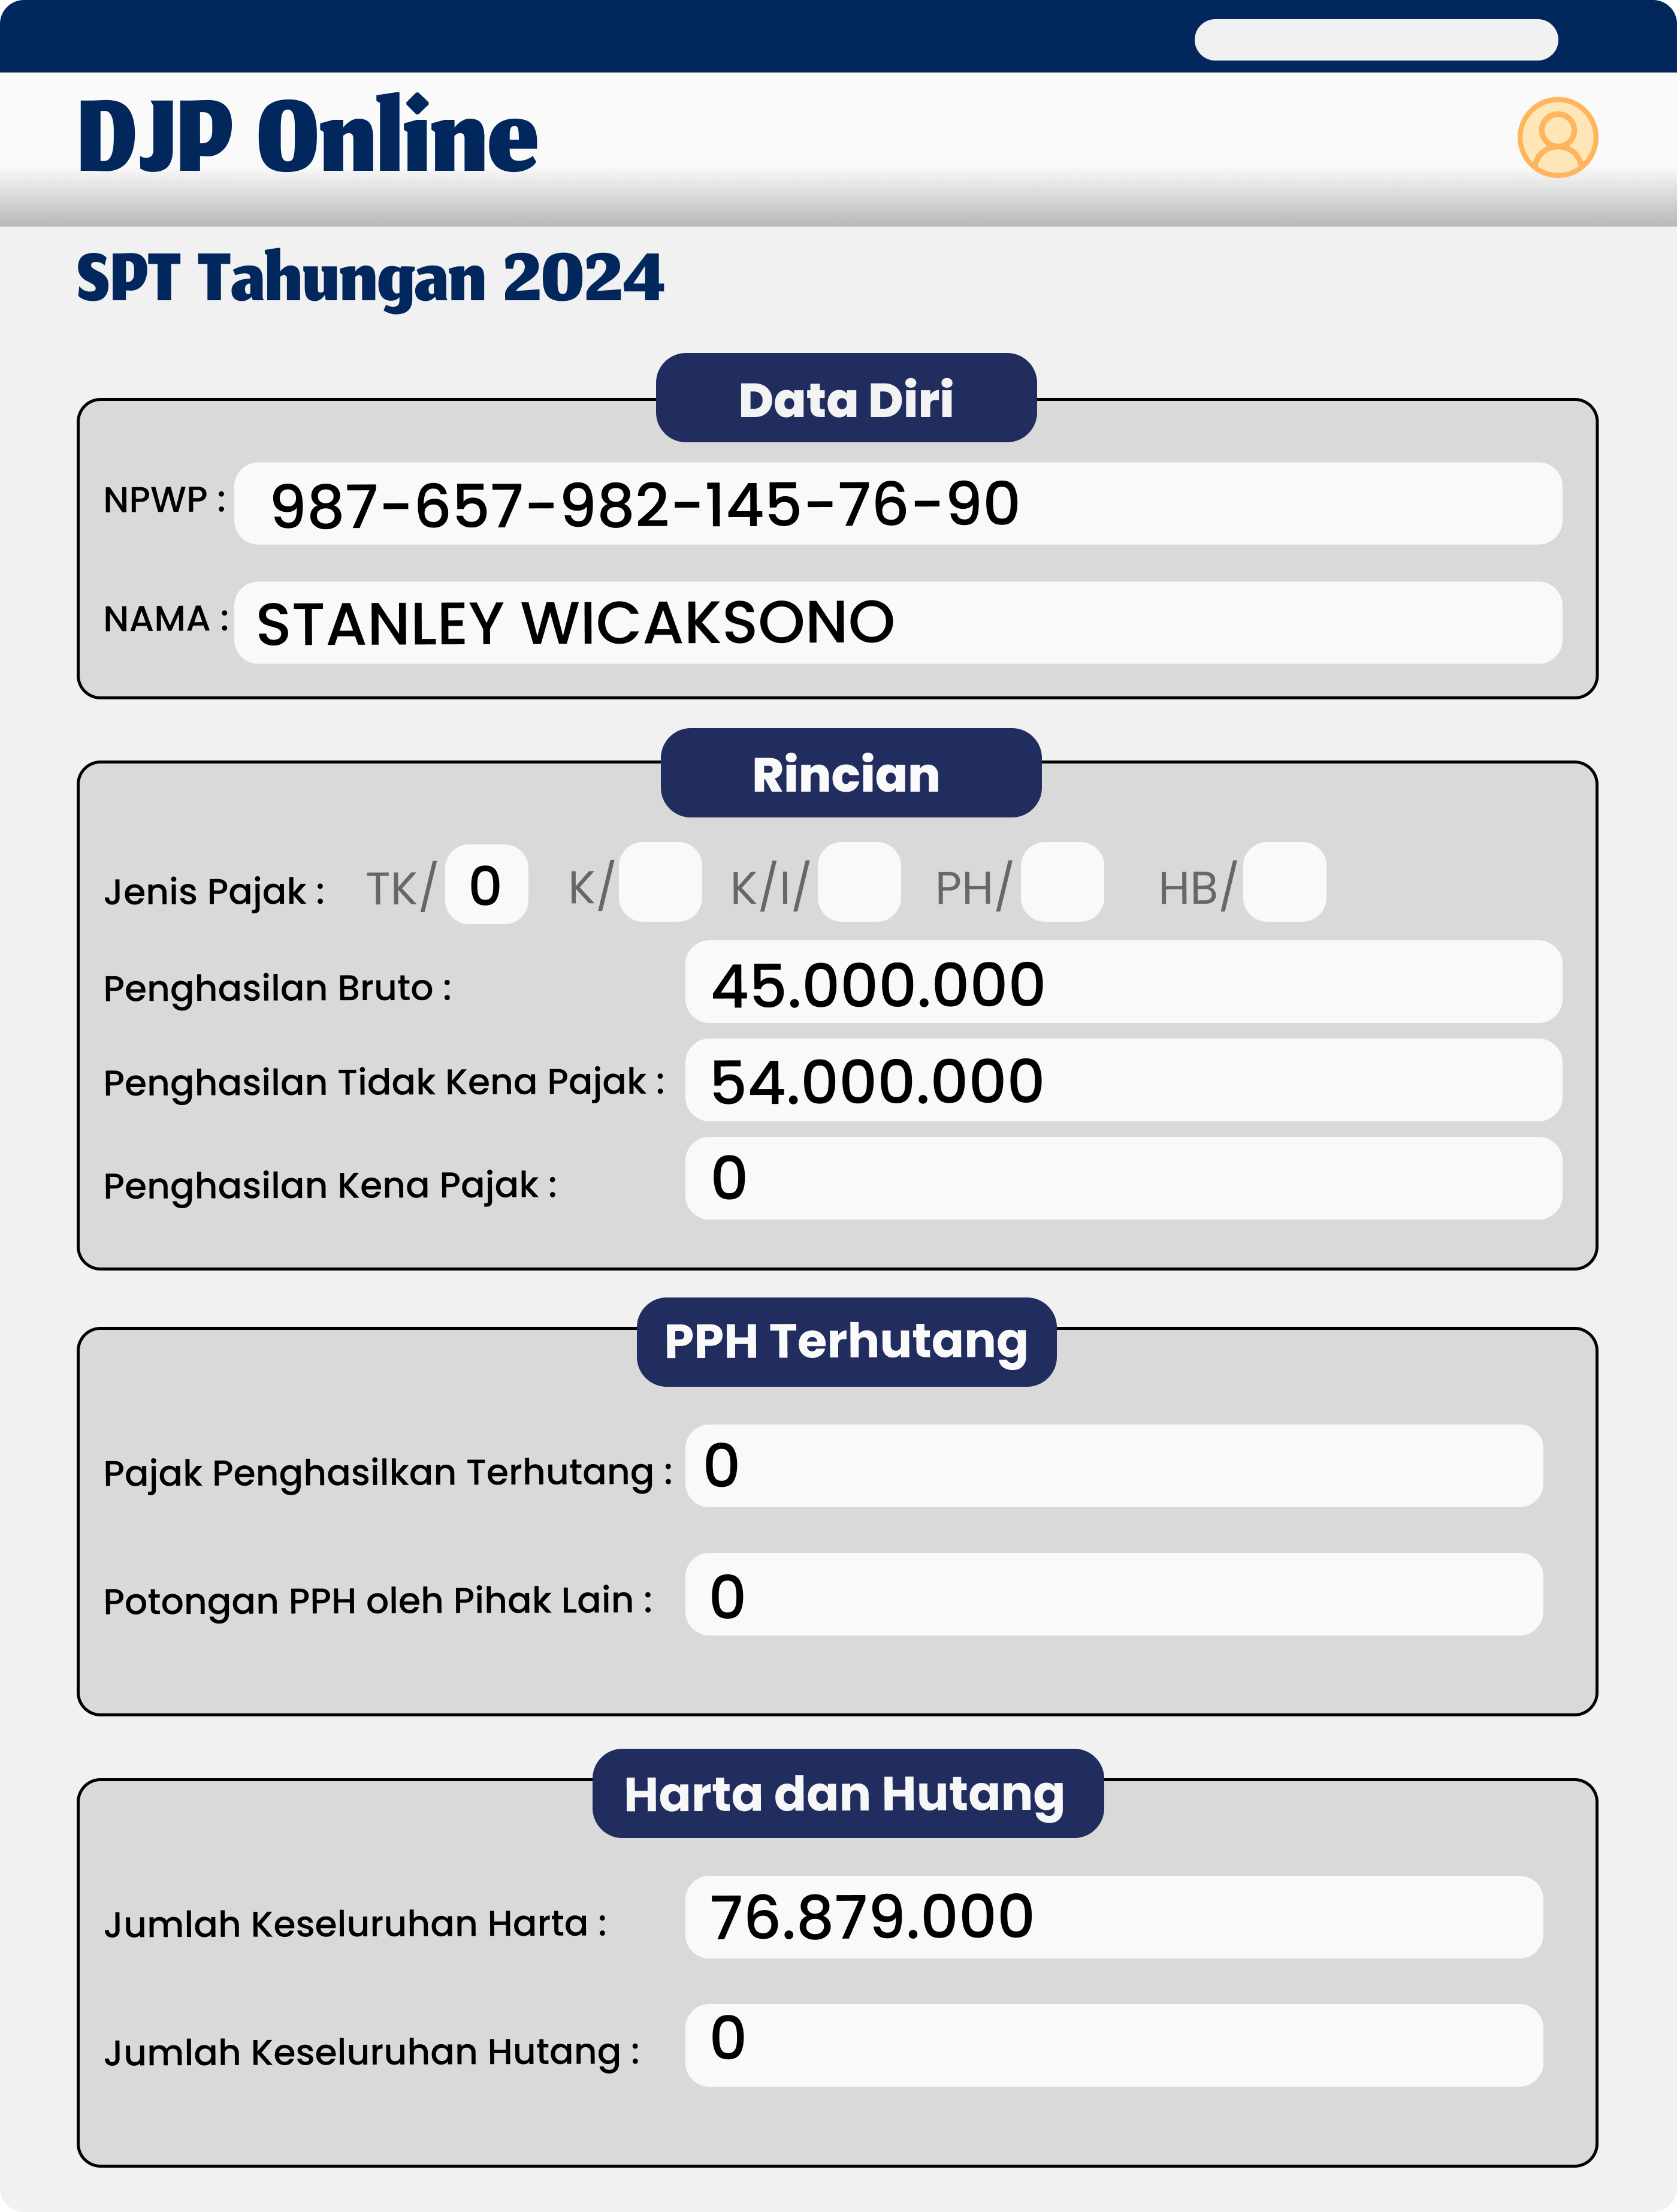 DJP Online
SPT Tahungan 2024
Data Diri
NPWP : 987-657-982-145-76-90
NAMA : STANLEY WICAKSONO
Rincian
Jenis Pajak : TK/ 0 K/ K/I/ PH/ HB/
Penghasilan Bruto : 45.000.000
Penghasilan Tidak Kena Pajak : 54.000.000
Penghasilan Kena Pajak : 0
PPH Terhutang
Pajak Penghasilkan Terhutang : 0
Potongan PPH oleh Pihak Lain : 0
Harta dan Hutang
Jumlah Keseluruhan Harta : 76.879.000
Jumlah Keseluruhan Hutang : 0